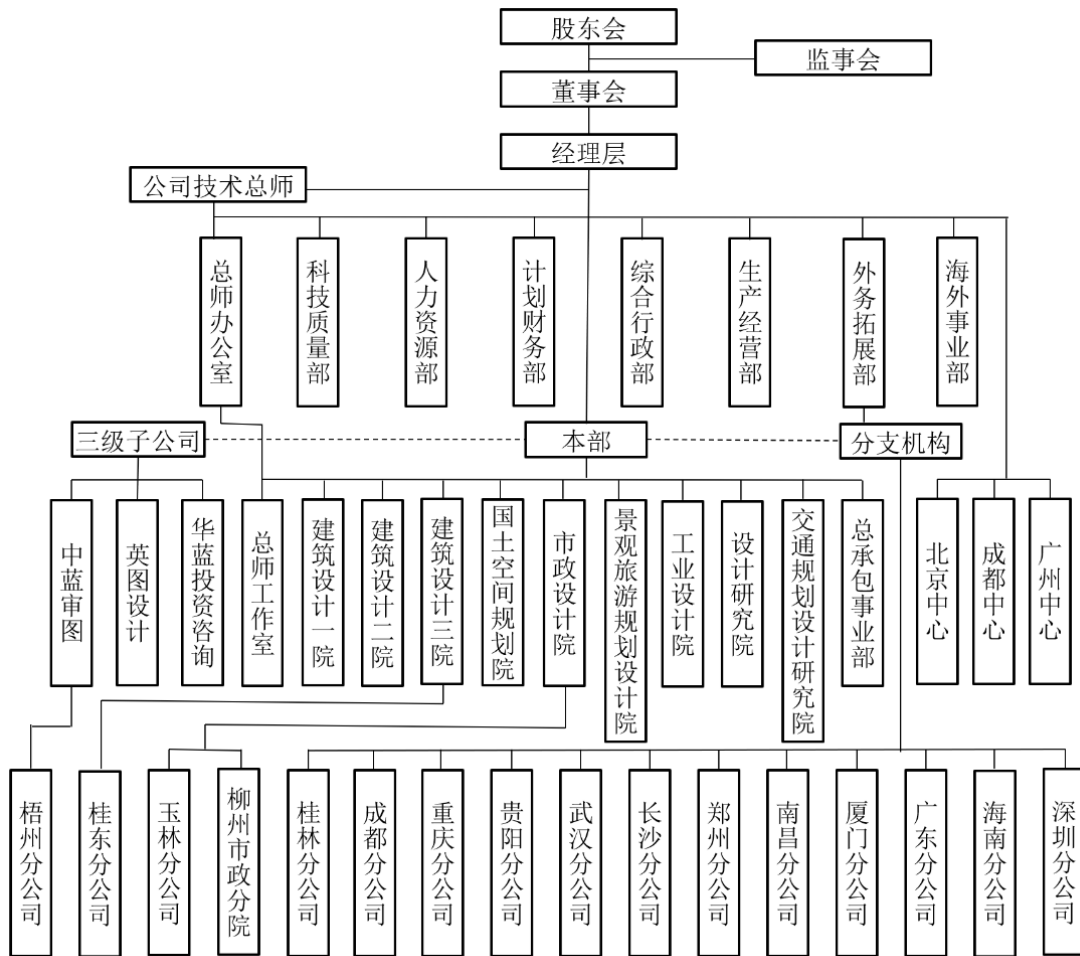 股东会
监事会
董事会
经理层
公司技术总师
总师办公室
科技质量部
人力资源部
计划财务部
综合行政部
生产经营部
外务拓展部
海外事业部
三级子公司
本部
分支机构
中蓝审图
英图设计
华蓝投资咨询
总师工作室
建筑设计一院
建筑设计二院
建筑设计三院
国土空间规划院
市政设计院
景观旅游规划设计院
工业设计院
设计研究院
交通规划设计研究院
总承包事业部
北京中心
成都中心
广州中心
梧州分公司
桂东分公司
玉林分公司
柳州市政分院
桂林分公司
成都分公司
重庆分公司
贵阳分公司
武汉分公司
长沙分公司
郑州分公司
南昌分公司
厦门分公司
广东分公司
海南分公司
深圳分公司